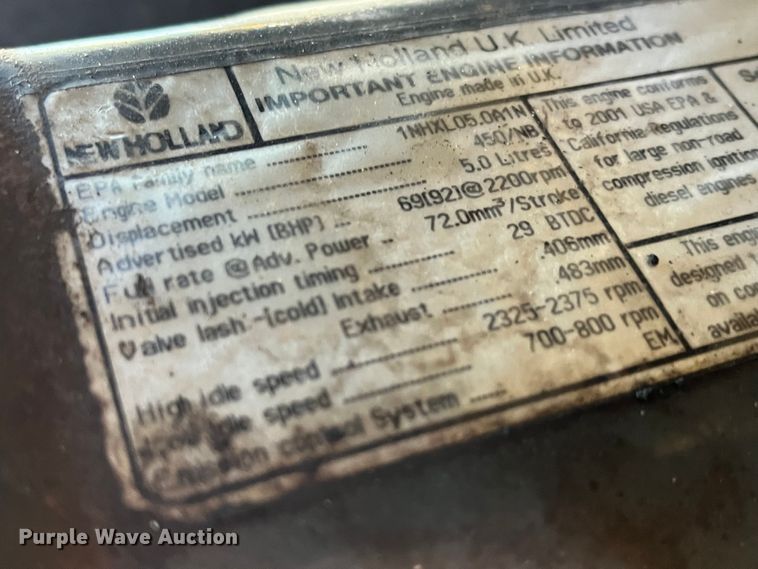 New Holland U.K. Limited
IMPORTANT ENGINE INFORMATION
Engine made in U.K.
NEW HOLLAND
EPA Family name ---------- 1NHXL05.0A1N
Engine Model ---------- 450/NB
Displacement ---------- 5.0 Litres
Advertised kW [BHP] -- 69[92]@2200rpm
Fuel rate @ Adv. Power -- 72.0mm³/Stroke
Initial injection timing ---------- 29 BTDC
Valve lash -[cold] Intake ---------- 406mm
Exhaust ---------- 483mm
High idle speed ---------- 2325-2375 rpm
idle speed ---------- 700-800 rpm
Emission control System ----- EM
This engine conforms
to 2001 USA EPA &
California Regulations
for large non-road
compression ignition
diesel engines
This engi
designed t
on co
availa
Purple Wave Auction